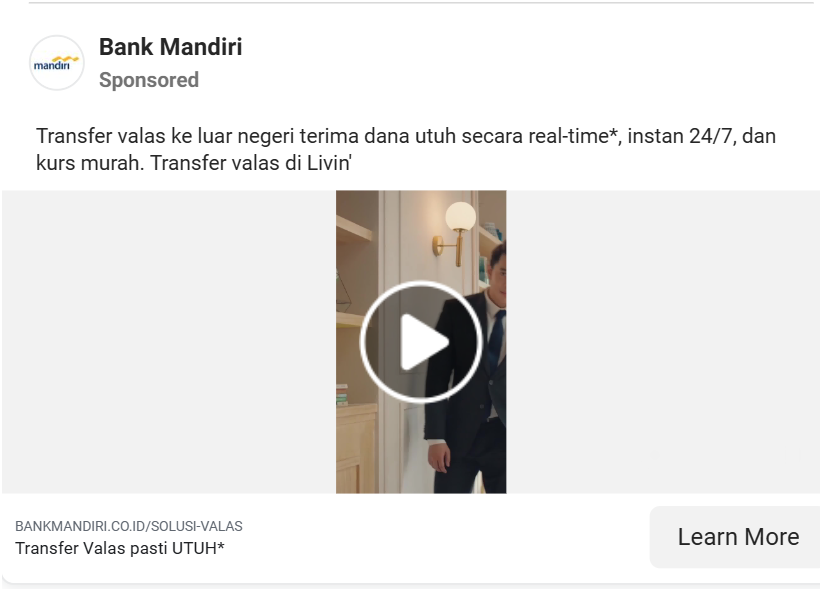 mandiri
Bank Mandiri
Sponsored
Transfer valas ke luar negeri terima dana utuh secara real-time*, instan 24/7, dan
kurs murah. Transfer valas di Livin'
BANKMANDIRI.CO.ID/SOLUSI-VALAS
Transfer Valas pasti UTUH*
Learn More